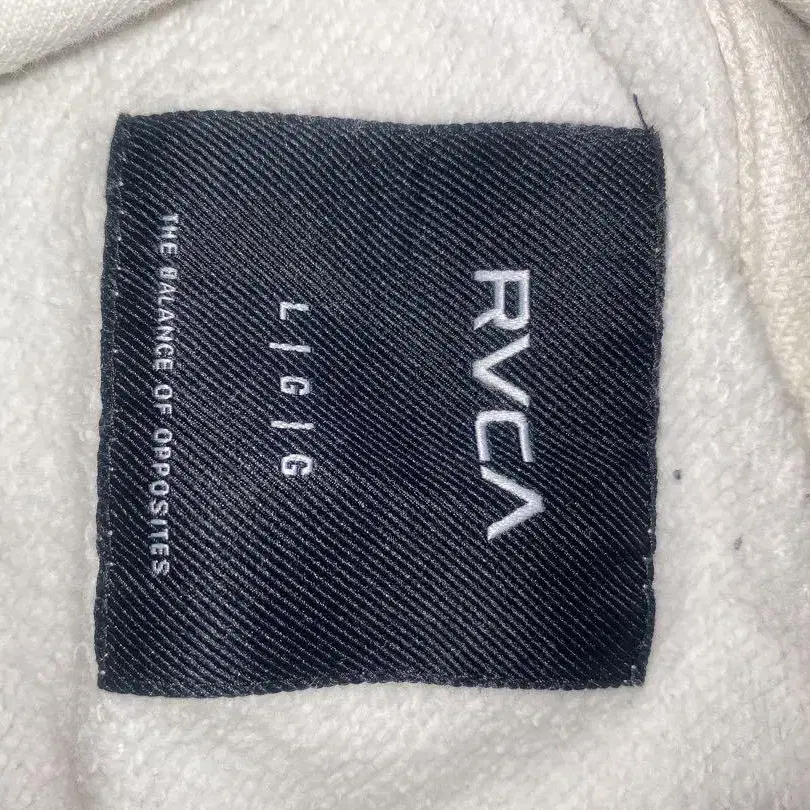 RVCA
L|G|G
THE BALANCE OF OPPOSITES